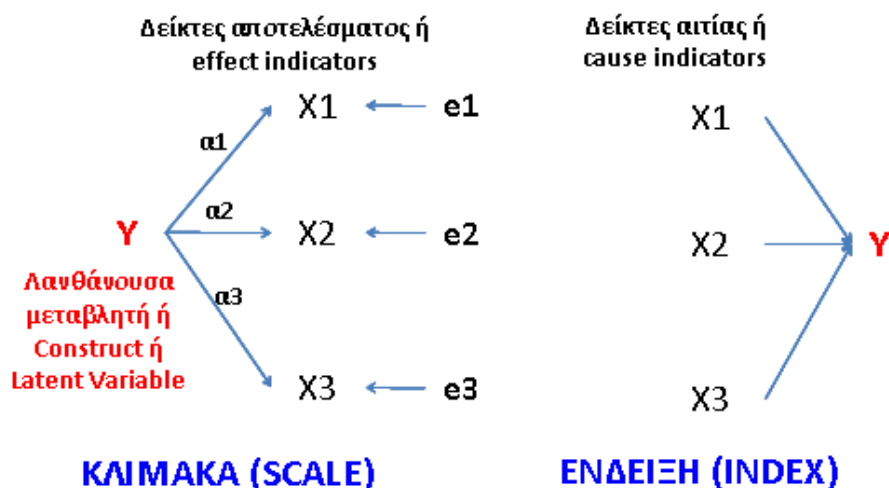 Δείκτες αποτελέσματος ή
effect indicators
X1
e1
α1
α2
Y
X2
e2
Λανθάνουσα
μεταβλητή ή
Construct ή
Latent Variable
α3
X3
e3
ΚΛΙΜΑΚΑ (SCALE)
Δείκτες αιτίας ή
cause indicators
X1
X2
Y
X3
ΕΝΔΕΙΞΗ (INDEX)